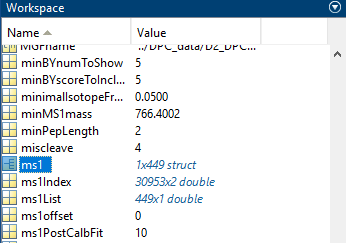 Workspace
Name Value
MGFname '../DPC_data/D2_DPC...
minBYnumToShow 5
minBYscoreToIncl... 5
minimalIsotopeFr... 0.0500
minMS1mass 766.4002
minPepLength 2
miscleave 4
ms1 1x449 struct
ms1Index 30953x2 double
ms1List 449x1 double
ms1offset 0
ms1PostCalbFit 10